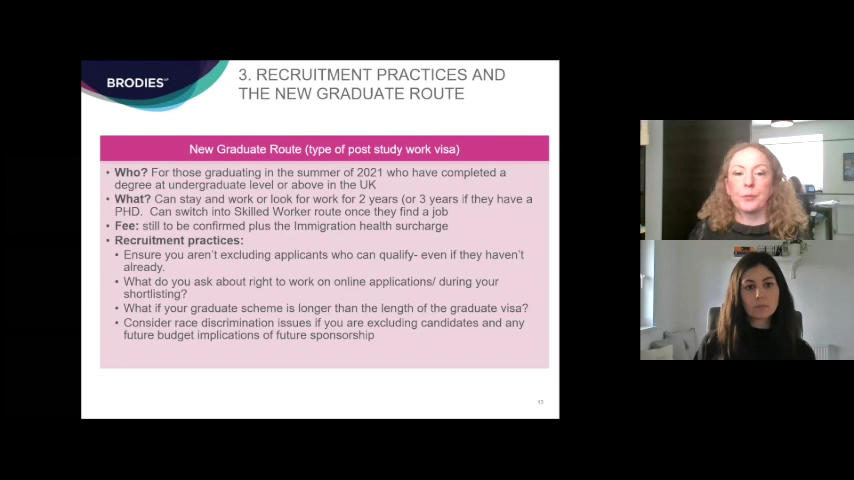 BRODIES LLP
3. RECRUITMENT PRACTICES AND
THE NEW GRADUATE ROUTE
New Graduate Route (type of post study work visa)
• Who? For those graduating in the summer of 2021 who have completed a
degree at undergraduate level or above in the UK
• What? Can stay and work or look for work for 2 years (or 3 years if they have a
PHD. Can switch into Skilled Worker route once they find a job
• Fee: still to be confirmed plus the Immigration health surcharge
• Recruitment practices:
• Ensure you aren't excluding applicants who can qualify- even if they haven't
already.
• What do you ask about right to work on online applications/ during your
shortlisting?
• What if your graduate scheme is longer than the length of the graduate visa?
• Consider race discrimination issues if you are excluding candidates and any
future budget implications of future sponsorship
13